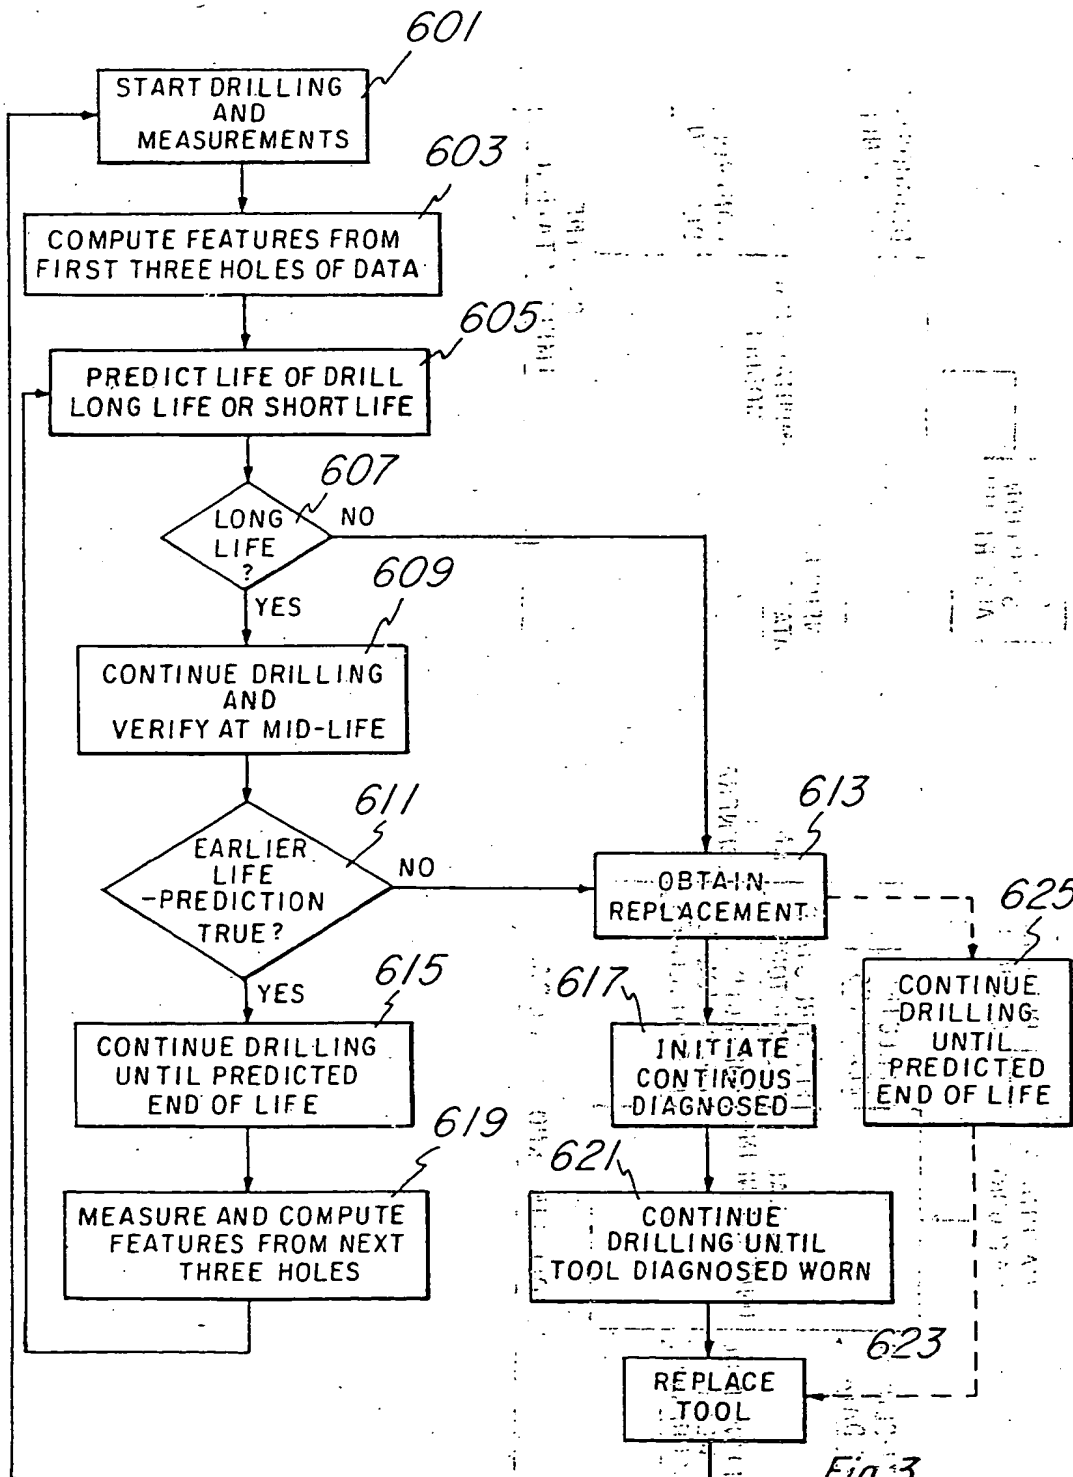 601
START DRILLING
AND
MEASUREMENTS
603
COMPUTE FEATURES FROM
FIRST THREE HOLES OF DATA
605
PREDICT LIFE OF DRILL
LONG LIFE OR SHORT LIFE
607
LONG
LIFE
?
NO
YES
609
CONTINUE DRILLING
AND
VERIFY AT MID-LIFE
611
EARLIER
LIFE
-PREDICTION
TRUE?
NO
YES
613
OBTAIN
REPLACEMENT
615
CONTINUE DRILLING
UNTIL PREDICTED
END OF LIFE
617
INITIATE
CONTINOUS
DIAGNOSED
625
CONTINUE
DRILLING
UNTIL
PREDICTED
END OF LIFE
619
MEASURE AND COMPUTE
FEATURES FROM NEXT
THREE HOLES
621
CONTINUE
DRILLING UNTIL
TOOL DIAGNOSED WORN
623
REPLACE
TOOL
Fig.3